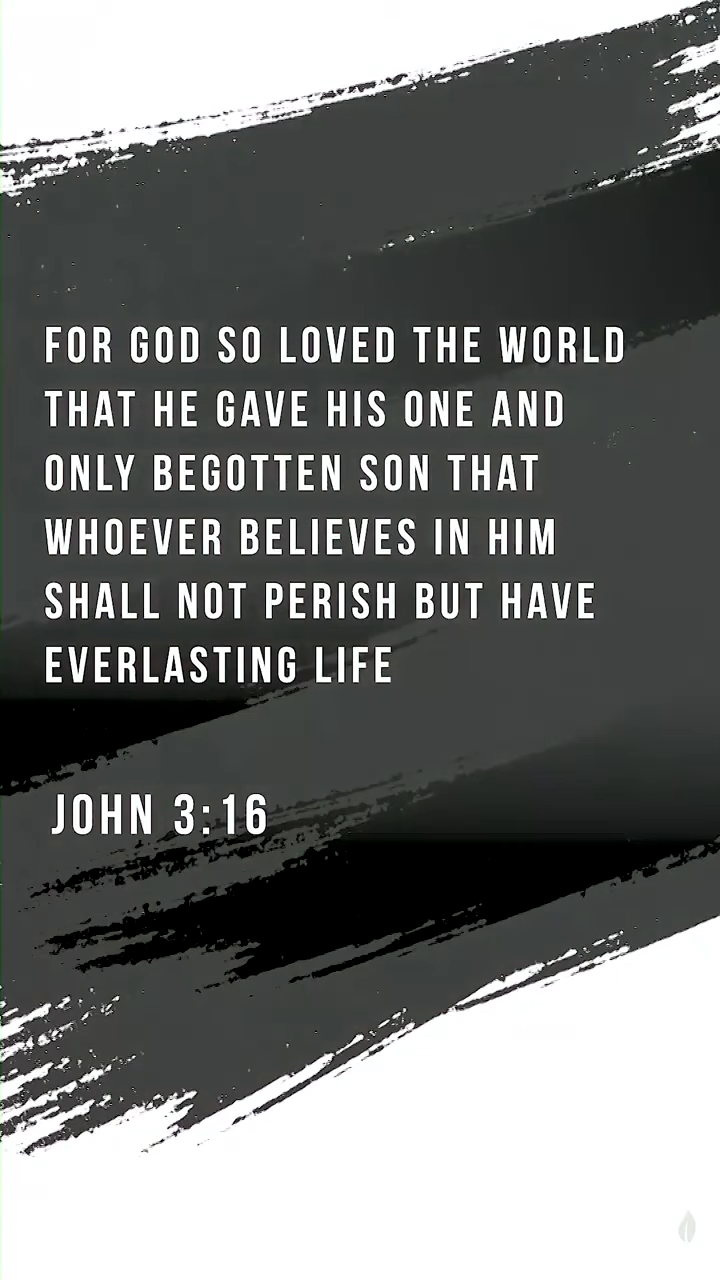 FOR GOD SO LOVED THE WORLD
THAT HE GAVE HIS ONE AND
ONLY BEGOTTEN SON THAT
WHOEVER BELIEVES IN HIM
SHALL NOT PERISH BUT HAVE
EVERLASTING LIFE
JOHN 3:16